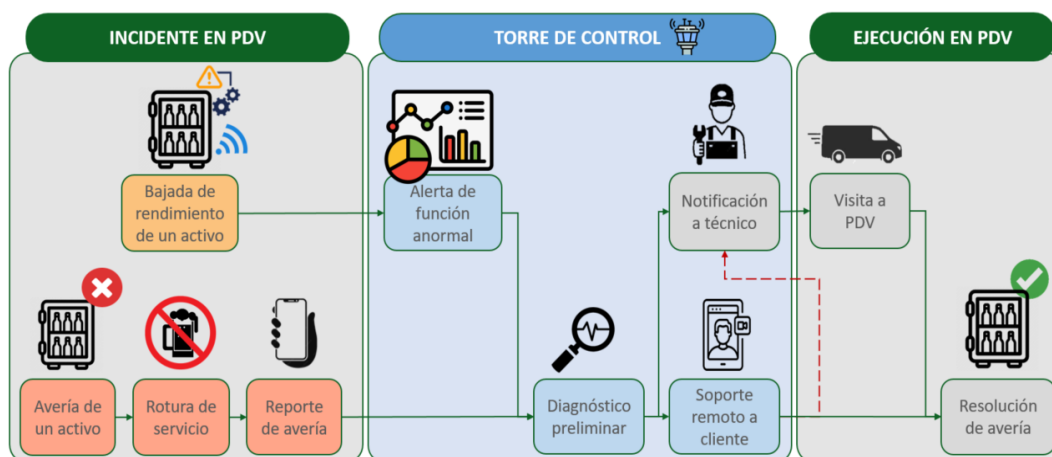 INCIDENTE EN PDV
TORRE DE CONTROL
EJECUCIÓN EN PDV
Bajada de
rendimiento
de un activo
Alerta de
función
anormal
Notificación
a técnico
Visita a
PDV
Avería de
un activo
Rotura de
servicio
Reporte
de avería
Diagnóstico
preliminar
Soporte
remoto a
cliente
Resolución
de avería